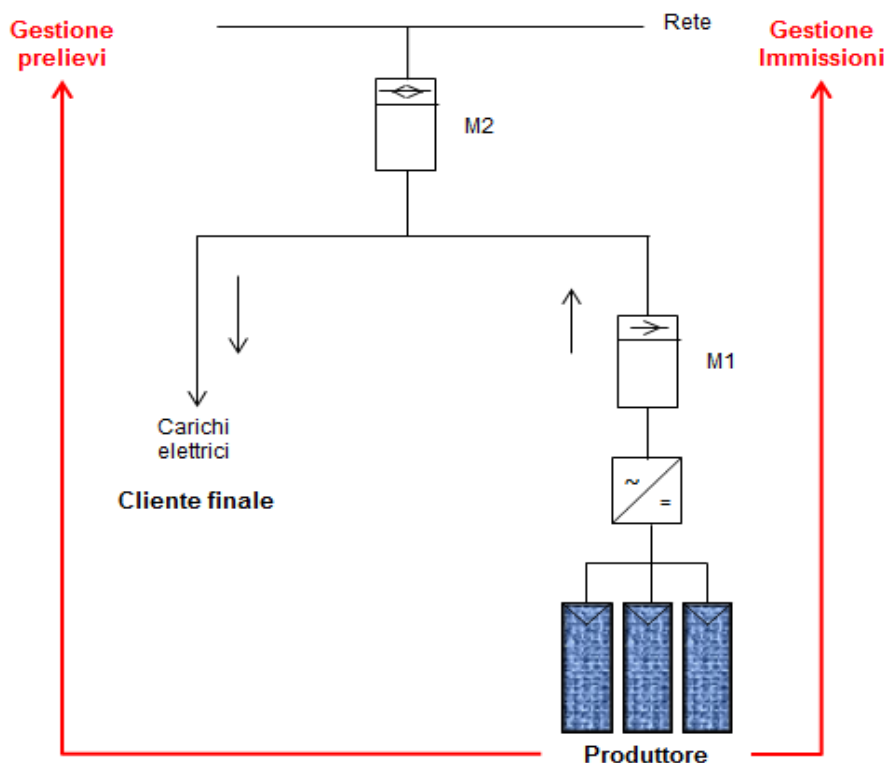 Gestione
prelievi
Rete
Gestione
Immissioni
M2
M1
Carichi
elettrici
Cliente finale
~
=
Produttore